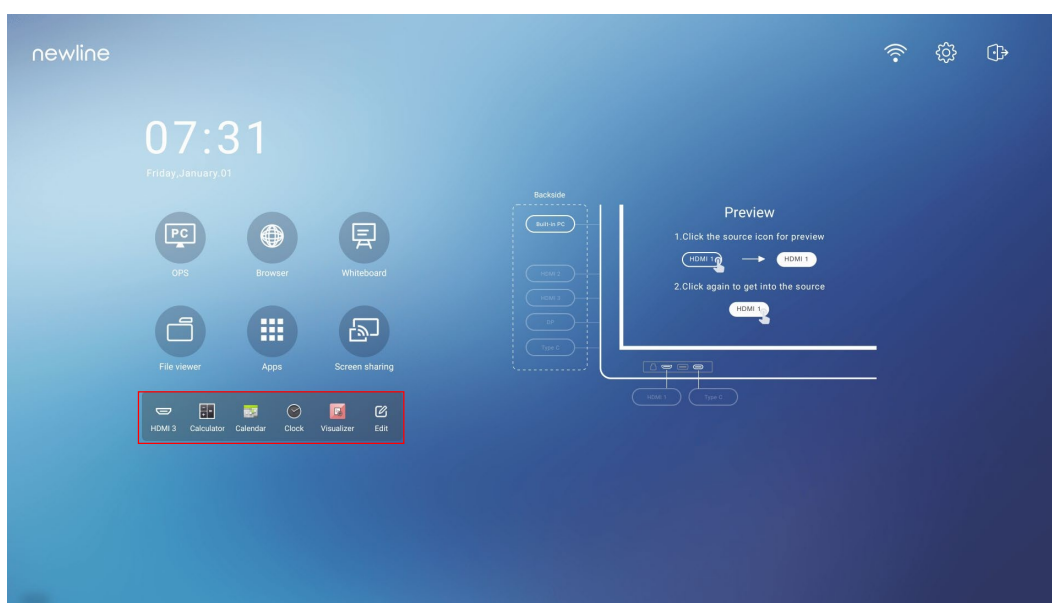 newline
07:31
Friday,January.01
PC
OPS
Browser
Whiteboard
File viewer
Apps
Screen sharing
HDMI 3
Calculator
Calendar
Clock
Visualizer
Edit
Backside
Built-in PC
HDMI 2
HDMI 3
DP
Type C
Preview
1.Click the source icon for preview
HDMI 1
HDMI 1
2.Click again to get into the source
HDMI 1
HDMI 1
Type C